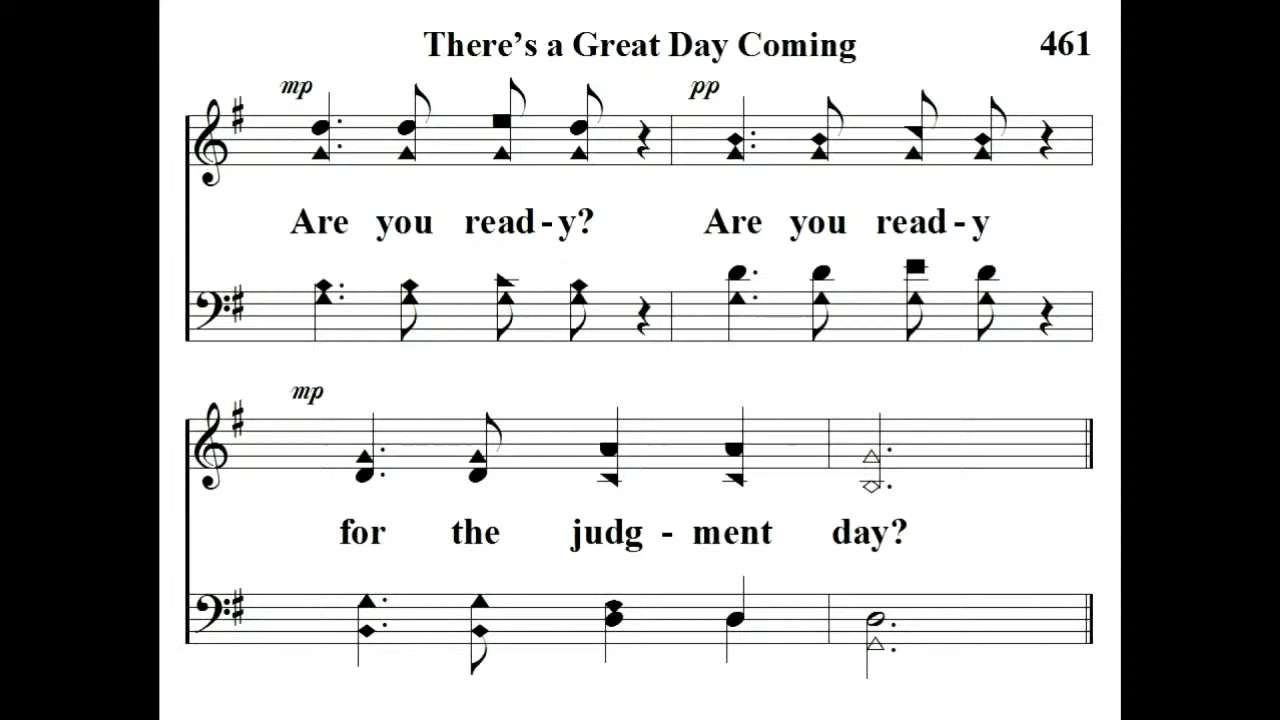 There's a Great Day Coming 461
mp pp
Are you read-y? Are you read-y
mp
for the judg - ment day?